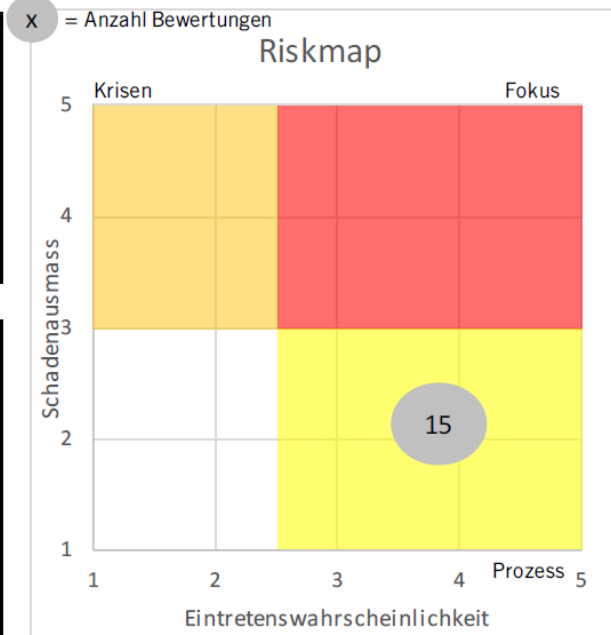 x = Anzahl Bewertungen
Riskmap
Krisen Fokus
5
4
3
2
1
Schadenausmass
15
Prozess
1 2 3 4 5
Eintretenswahrscheinlichkeit